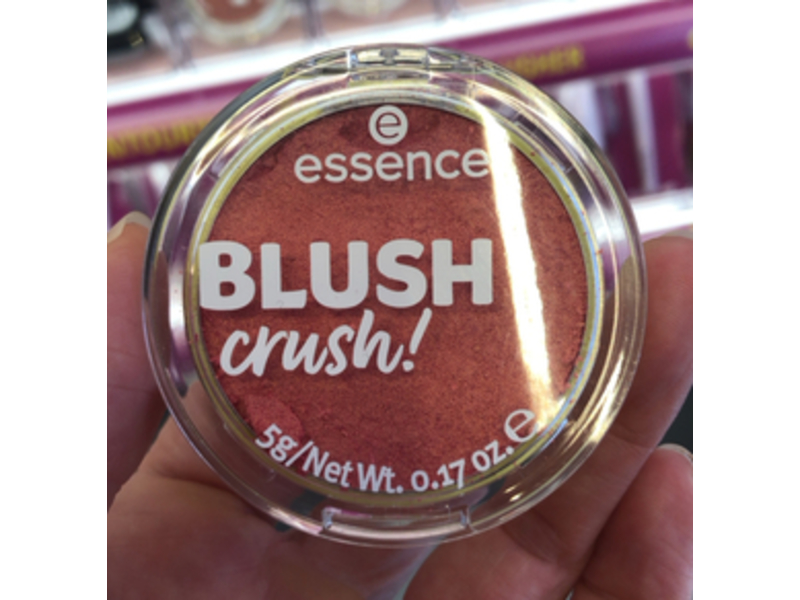 e
essence
BLUSH
crush!
5g/Net Wt. 0.17 oz. ℮